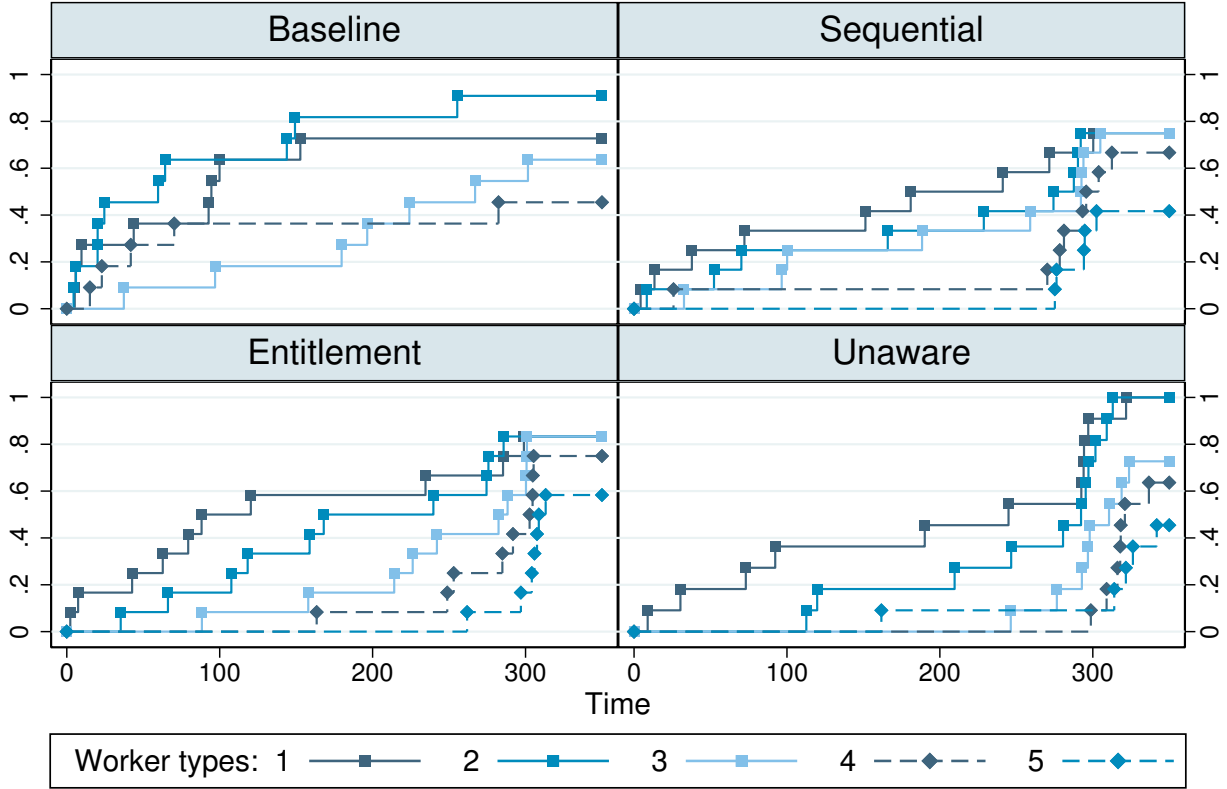 Baseline
Sequential
0 .2 .4 .6 .8 1
0 .2 .4 .6 .8 1
Entitlement
Unaware
0 .2 .4 .6 .8 1
0 .2 .4 .6 .8 1
0 100 200 300
0 100 200 300
Time
Worker types: 1 2 3 4 5